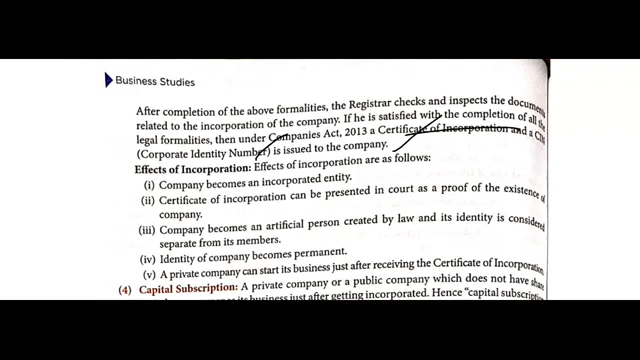 Business Studies
After completion of the above formalities, the Registrar checks and inspects the documents
related to the incorporation of the company. If he is satisfied with the completion of all the
legal formalities, then under Companies Act, 2013 a Certificate of Incorporation and a CIN
(Corporate Identity Number) is issued to the company.
Effects of Incorporation: Effects of incorporation are as follows:
(i) Company becomes an incorporated entity.
(ii) Certificate of incorporation can be presented in court as a proof of the existence of
company.
(iii) Company becomes an artificial person created by law and its identity is considered
separate from its members.
(iv) Identity of company becomes permanent.
(v) A private company can start its business just after receiving the Certificate of Incorporation.
(4) Capital Subscription: A private company or a public company which does not have share
its business just after getting incorporated. Hence "capital subscription